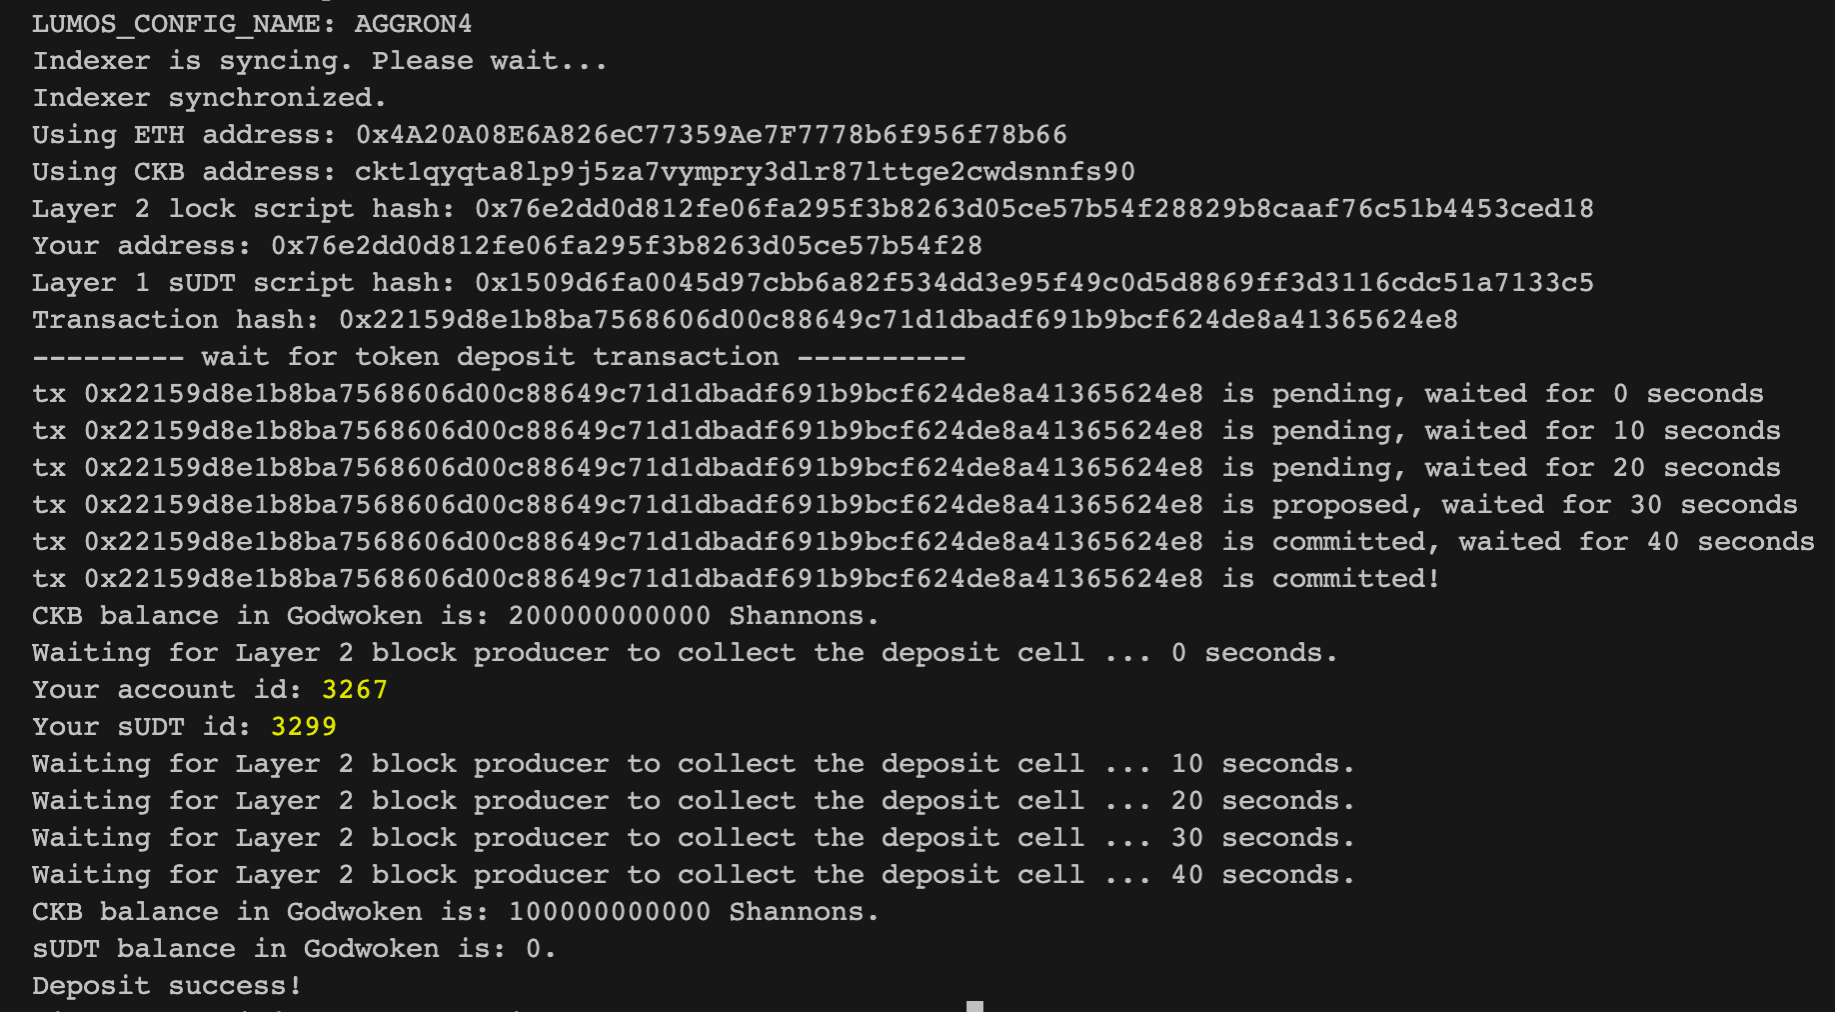 LUMOS_CONFIG_NAME: AGGRON4
Indexer is syncing. Please wait...
Indexer synchronized.
Using ETH address: 0x4A20A08E6A826eC77359Ae7F7778b6f956f78b66
Using CKB address: ckt1qyqta8lp9j5za7vympry3dlr87lttge2cwdsnnfs90
Layer 2 lock script hash: 0x76e2dd0d812fe06fa295f3b8263d05ce57b54f28829b8caaf76c51b4453ced18
Your address: 0x76e2dd0d812fe06fa295f3b8263d05ce57b54f28
Layer 1 sUDT script hash: 0x1509d6fa0045d97cbb6a82f534dd3e95f49c0d5d8869ff3d3116cdc51a7133c5
Transaction hash: 0x22159d8e1b8ba7568606d00c88649c71d1dbadf691b9bcf624de8a41365624e8
--------- wait for token deposit transaction ----------
tx 0x22159d8e1b8ba7568606d00c88649c71d1dbadf691b9bcf624de8a41365624e8 is pending, waited for 0 seconds
tx 0x22159d8e1b8ba7568606d00c88649c71d1dbadf691b9bcf624de8a41365624e8 is pending, waited for 10 seconds
tx 0x22159d8e1b8ba7568606d00c88649c71d1dbadf691b9bcf624de8a41365624e8 is pending, waited for 20 seconds
tx 0x22159d8e1b8ba7568606d00c88649c71d1dbadf691b9bcf624de8a41365624e8 is proposed, waited for 30 seconds
tx 0x22159d8e1b8ba7568606d00c88649c71d1dbadf691b9bcf624de8a41365624e8 is committed, waited for 40 seconds
tx 0x22159d8e1b8ba7568606d00c88649c71d1dbadf691b9bcf624de8a41365624e8 is committed!
CKB balance in Godwoken is: 200000000000 Shannons.
Waiting for Layer 2 block producer to collect the deposit cell ... 0 seconds.
Your account id: 3267
Your sUDT id: 3299
Waiting for Layer 2 block producer to collect the deposit cell ... 10 seconds.
Waiting for Layer 2 block producer to collect the deposit cell ... 20 seconds.
Waiting for Layer 2 block producer to collect the deposit cell ... 30 seconds.
Waiting for Layer 2 block producer to collect the deposit cell ... 40 seconds.
CKB balance in Godwoken is: 100000000000 Shannons.
sUDT balance in Godwoken is: 0.
Deposit success!